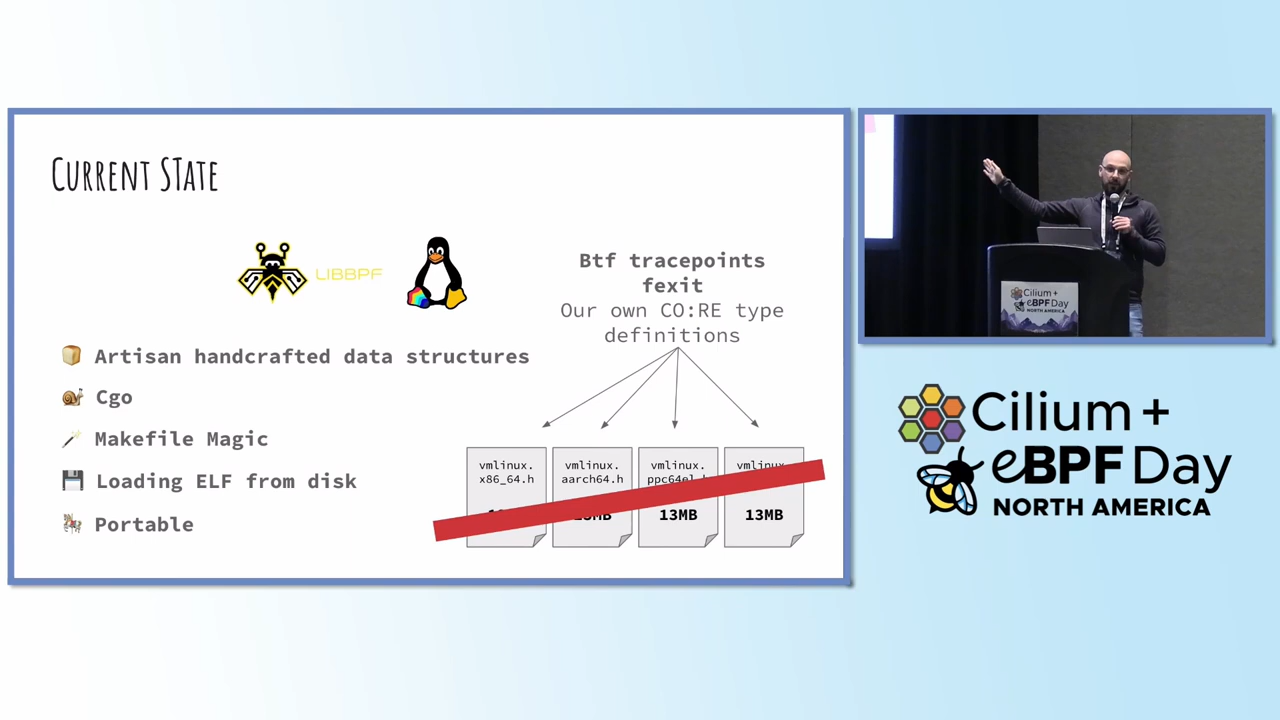 CURRENT STATE
LIBBPF
Btf tracepoints
fexit
Our own CO:RE type
definitions
Artisan handcrafted data structures
Cgo
Makefile Magic
Loading ELF from disk
Portable
vmlinux.
x86_64.h
vmlinux.
aarch64.h
vmlinux.
ppc64el.h
vmlinux.
13MB
13MB
Cilium +
eBPF Day
NORTH AMERICA
Cilium +
eBPF Day
NORTH AMERICA